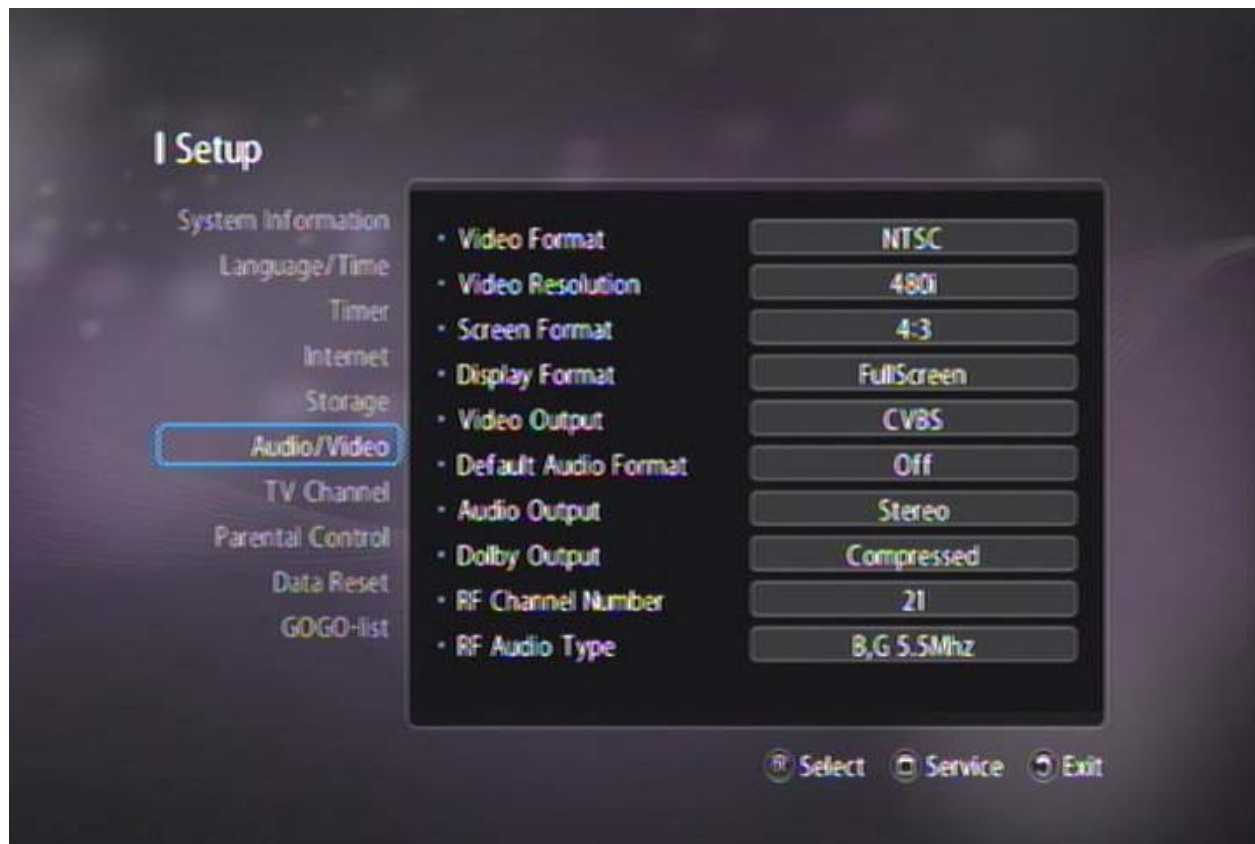 Setup
System Information
Language/Time
Timer
Internet
Storage
Audio/Video
TV Channel
Parental Control
Data Reset
GOGO-list
Video Format NTSC
Video Resolution 480i
Screen Format 4:3
Display Format FullScreen
Video Output CVBS
Default Audio Format Off
Audio Output Stereo
Dolby Output Compressed
RF Channel Number 21
RF Audio Type B,G 5.5Mhz
Select Service Exit